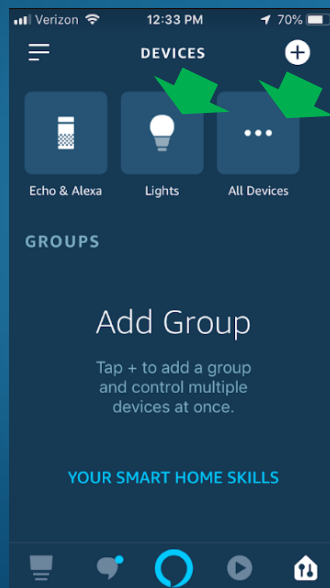 Verizon 12:33 PM 70%
DEVICES
Echo & Alexa Lights All Devices
GROUPS
Add Group
Tap + to add a group
and control multiple
devices at once.
YOUR SMART HOME SKILLS